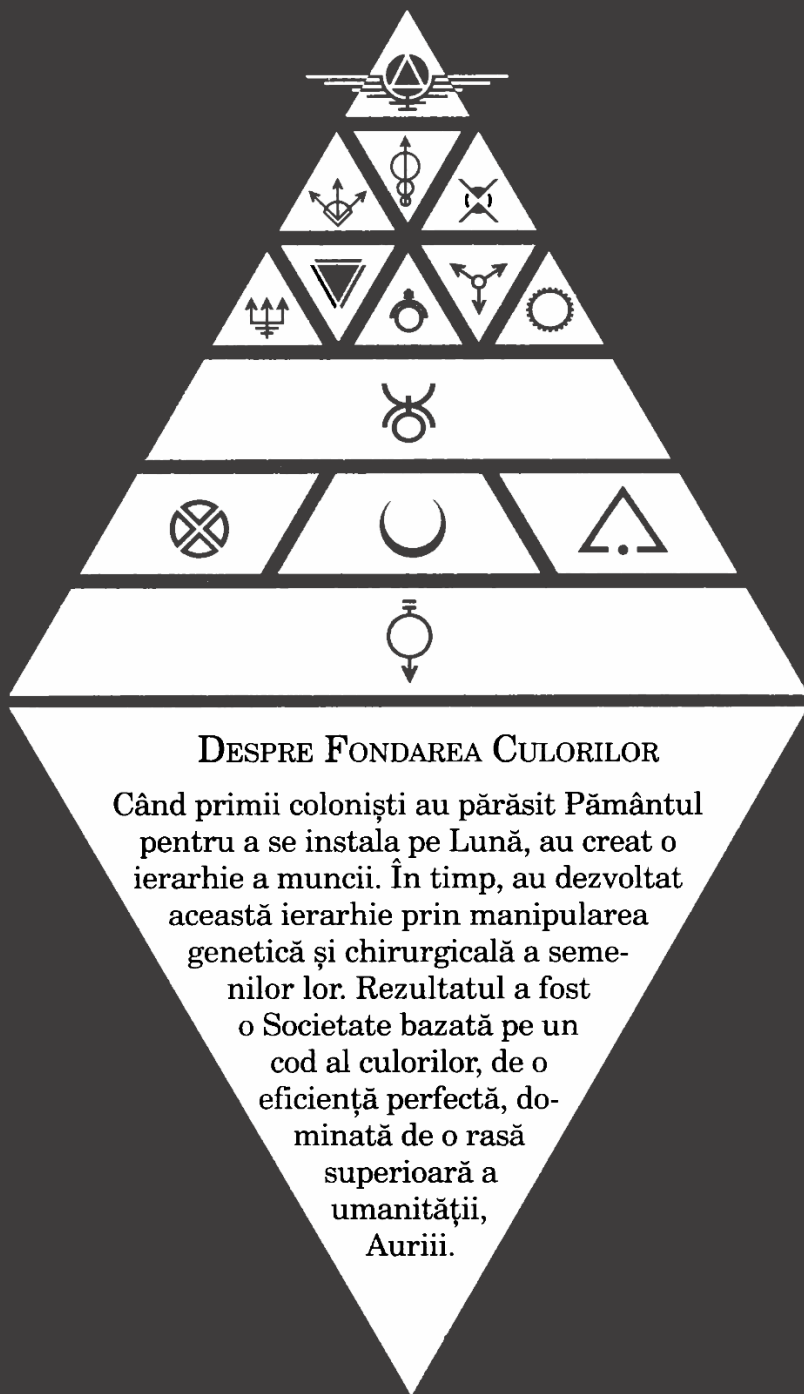 DESPRE FONDAREA CULORILOR
Când primii coloniști au părăsit Pământul
pentru a se instala pe Lună, au creat o
ierarhie a muncii. În timp, au dezvoltat
această ierarhie prin manipularea
genetică și chirurgicală a seme-
nilor lor. Rezultatul a fost
o Societate bazată pe un
cod al culorilor, de o
eficiență perfectă, do-
minată de o rasă
superioară a
umanității,
Auriii.